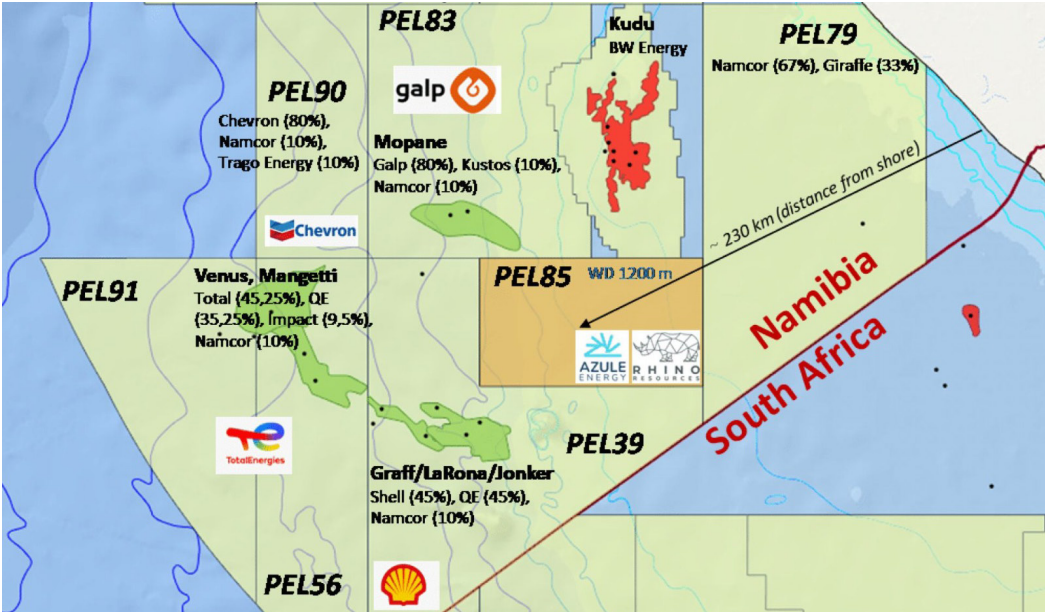 PEL83
Kudu
BW Energy
PEL79
Namcor (67%), Giraffe (33%)
galp
PEL90
Chevron (80%),
Namcor (10%),
Trago Energy (10%)
Mopane
Galp (80%), Kustos (10%),
Namcor (10%)
Chevron
~ 230 km (distance from shore)
PEL91
Venus, Mangetti
Total (45,25%), QE
(35,25%), Impact (9,5%),
Namcor (10%)
PEL85
WD 1200 m
AZULE
ENERGY
RHINO
RESOURCES
Namibia
South Africa
TotalEnergies
PEL39
Graff/LaRona/Jonker
Shell (45%), QE (45%),
Namcor (10%)
PEL56